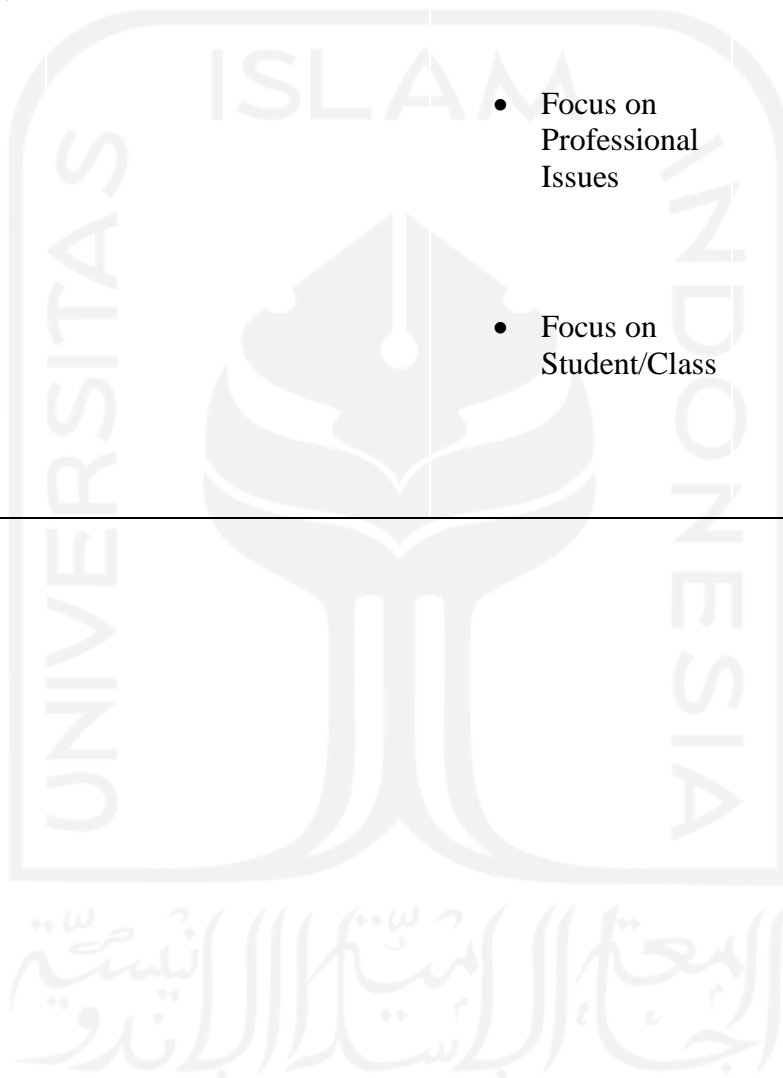 ISLAM
UNIVERSITAS
INDONESIA
• Focus on
Professional
Issues
• Focus on
Student/Class